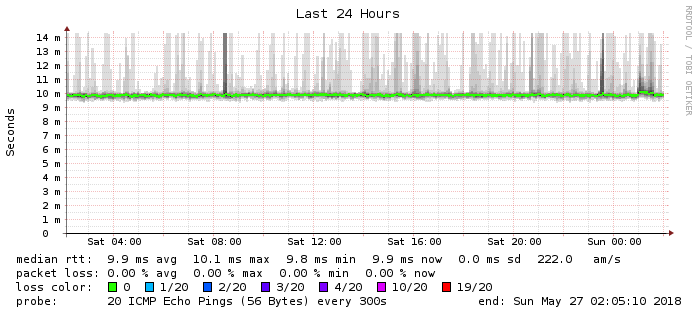 Last 24 Hours
RRDTOOL / TOBI OETIKER
Seconds
14 m
13 m
12 m
11 m
10 m
9 m
8 m
7 m
6 m
5 m
4 m
3 m
2 m
1 m
0
Sat 04:00 Sat 08:00 Sat 12:00 Sat 16:00 Sat 20:00 Sun 00:00
median rtt: 9.9 ms avg 10.1 ms max 9.8 ms min 9.9 ms now 0.0 ms sd 222.0 am/s
packet loss: 0.00 % avg 0.00 % max 0.00 % min 0.00 % now
loss color: 0 1/20 2/20 3/20 4/20 10/20 19/20
probe: 20 ICMP Echo Pings (56 Bytes) every 300s end: Sun May 27 02:05:10 2018